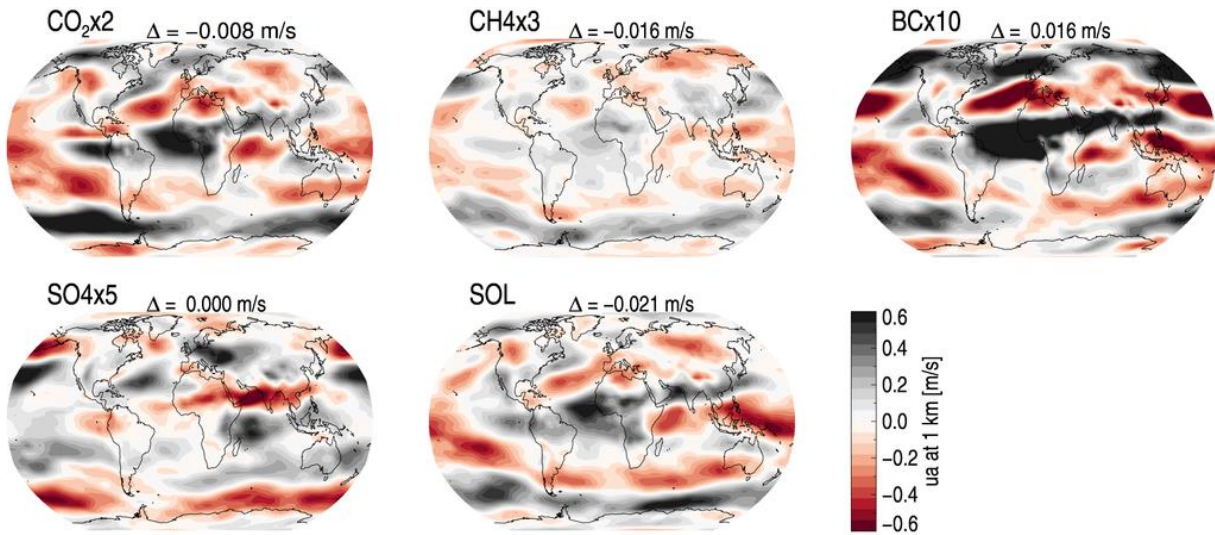 CO₂x2
Δ = −0.008 m/s
CH4x3
Δ = −0.016 m/s
BCx10
Δ = 0.016 m/s
SO4x5
Δ = 0.000 m/s
SOL
Δ = −0.021 m/s
0.6
0.4
0.2
0.0
−0.2
−0.4
−0.6
ua at 1 km [m/s]